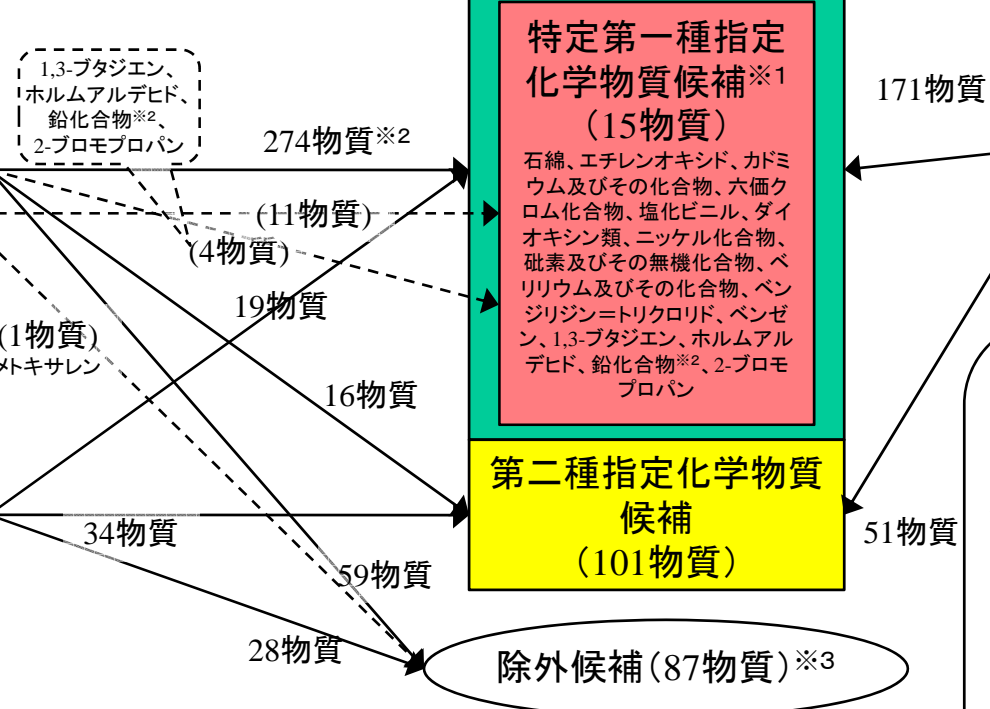 1,3-ブタジエン、
ホルムアルデヒド、
鉛化合物※2、
2-ブロモプロパン
274物質※2
(11物質)
(4物質)
19物質
(1物質)
メトキサレン
16物質
34物質
59物質
28物質
特定第一種指定
化学物質候補※1
（15物質）
石綿、エチレンオキシド、カドミ
ウム及びその化合物、六価ク
ロム化合物、塩化ビニル、ダイ
オキシン類、ニッケル化合物、
砒素及びその無機化合物、ベ
リリウム及びその化合物、ベン
ジリジン＝トリクロリド、ベンゼ
ン、1,3-ブタジエン、ホルムアル
デヒド、鉛化合物※2、2-ブロモ
プロパン
第二種指定化学物質
候補
（101物質）
除外候補(87物質)※3
171物質
51物質